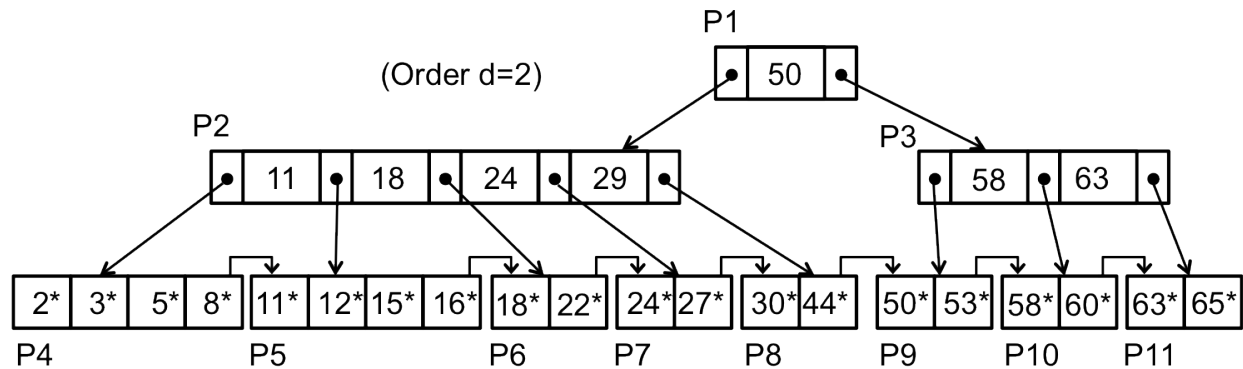 P1
(Order d=2)
50
P2
P3
11 18 24 29
58 63
2* 3* 5* 8* 11* 12* 15* 16* 18* 22* 24* 27* 30* 44* 50* 53* 58* 60* 63* 65*
P4 P5 P6 P7 P8 P9 P10 P11